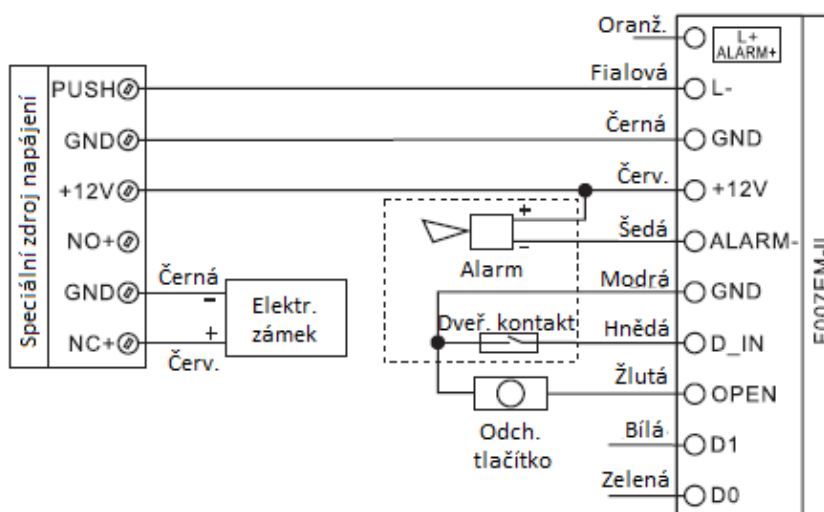 Speciální zdroj napájení
PUSH
GND
+12V
NO+
GND
NC+
Černá
-
+
Červ.
Elektr.
zámek
+
-
Alarm
Dveř. kontakt
Odch.
tlačítko
Oranž.
L+
ALARM+
Fialová
L-
Černá
GND
Červ.
+12V
Šedá
ALARM-
Modrá
GND
Hnědá
D_IN
Žlutá
OPEN
Bílá
D1
Zelená
D0